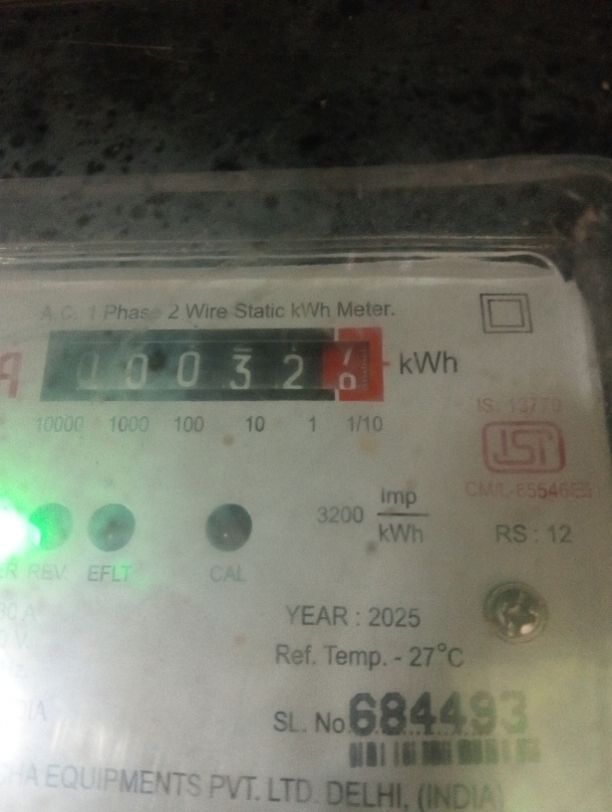 A.C. 1 Phase 2 Wire Static kWh Meter.
0 0 0 3 2 kWh
10000 1000 100 10 1 1/10
IS: 13779
ISI
3200 imp
kWh
RS : 12
REV. EFLT CAL
YEAR : 2025
Ref. Temp. - 27°C
SL. No. 684493
EQUIPMENTS PVT. LTD. DELHI, (INDIA)